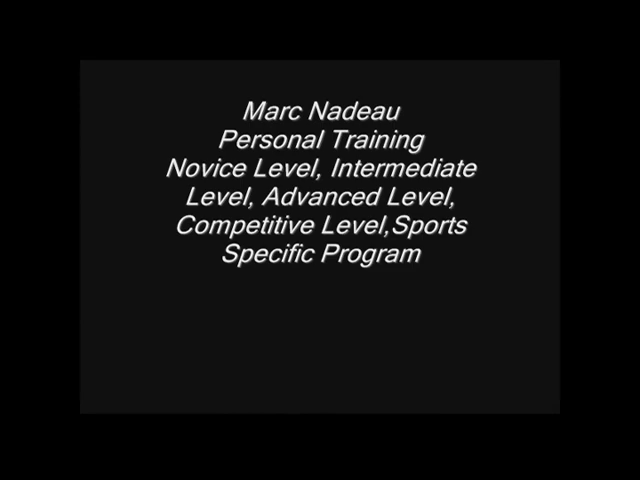 Marc Nadeau
Personal Training
Novice Level, Intermediate
Level, Advanced Level,
Competitive Level,Sports
Specific Program